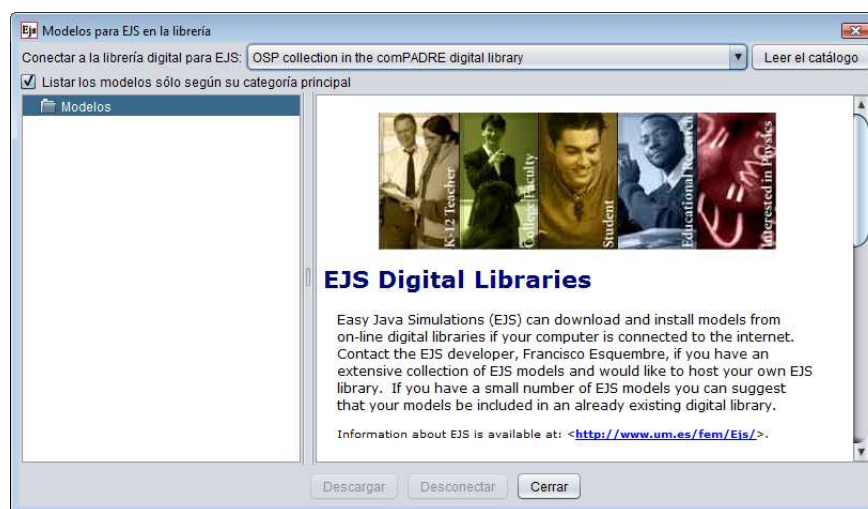 Ejs Modelos para EJS en la librería
Conectar a la librería digital para EJS: OSP collection in the comPADRE digital library Leer el catálogo
Listar los modelos sólo según su categoría principal
Modelos
K-12 Teacher
College Faculty
Student
Educational Research
Interested in Physics
EJS Digital Libraries
Easy Java Simulations (EJS) can download and install models from
on-line digital libraries if your computer is connected to the internet.
Contact the EJS developer, Francisco Esquembre, if you have an
extensive collection of EJS models and would like to host your own EJS
library. If you have a small number of EJS models you can suggest
that your models be included in an already existing digital library.
Information about EJS is available at: <http://www.um.es/fem/Ejs/>.
Descargar Desconectar Cerrar